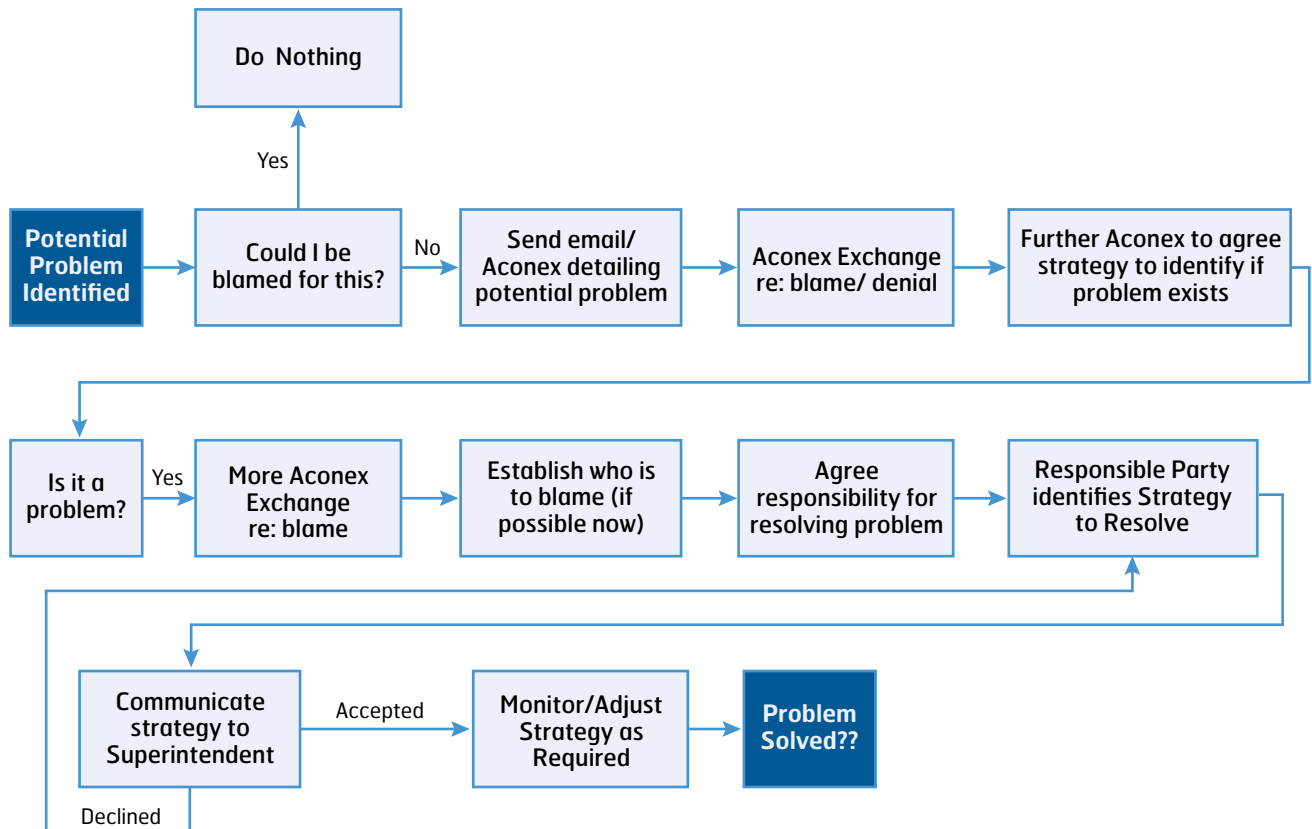 Do Nothing
Yes
Potential
Problem
Identified
Could I be
blamed for this?
No
Send email/
Aconex detailing
potential problem
Aconex Exchange
re: blame/ denial
Further Aconex to agree
strategy to identify if
problem exists
Is it a
problem?
Yes
More Aconex
Exchange
re: blame
Establish who is
to blame (if
possible now)
Agree
responsibility for
resolving problem
Responsible Party
identifies Strategy
to Resolve
Communicate
strategy to
Superintendent
Accepted
Monitor/Adjust
Strategy as
Required
Problem
Solved??
Declined